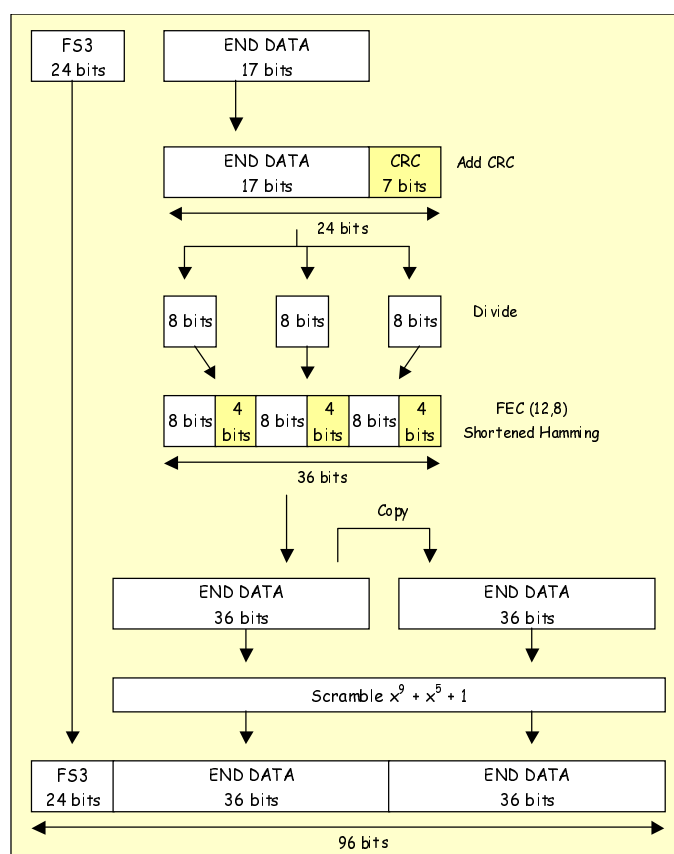 FS3
24 bits
END DATA
17 bits
END DATA
17 bits
CRC
7 bits
Add CRC
24 bits
8 bits
8 bits
8 bits
Divide
8 bits
4
bits
8 bits
4
bits
8 bits
4
bits
FEC (12,8)
Shortened Hamming
36 bits
Copy
END DATA
36 bits
END DATA
36 bits
Scramble x⁹ + x⁵ + 1
FS3
24 bits
END DATA
36 bits
END DATA
36 bits
96 bits